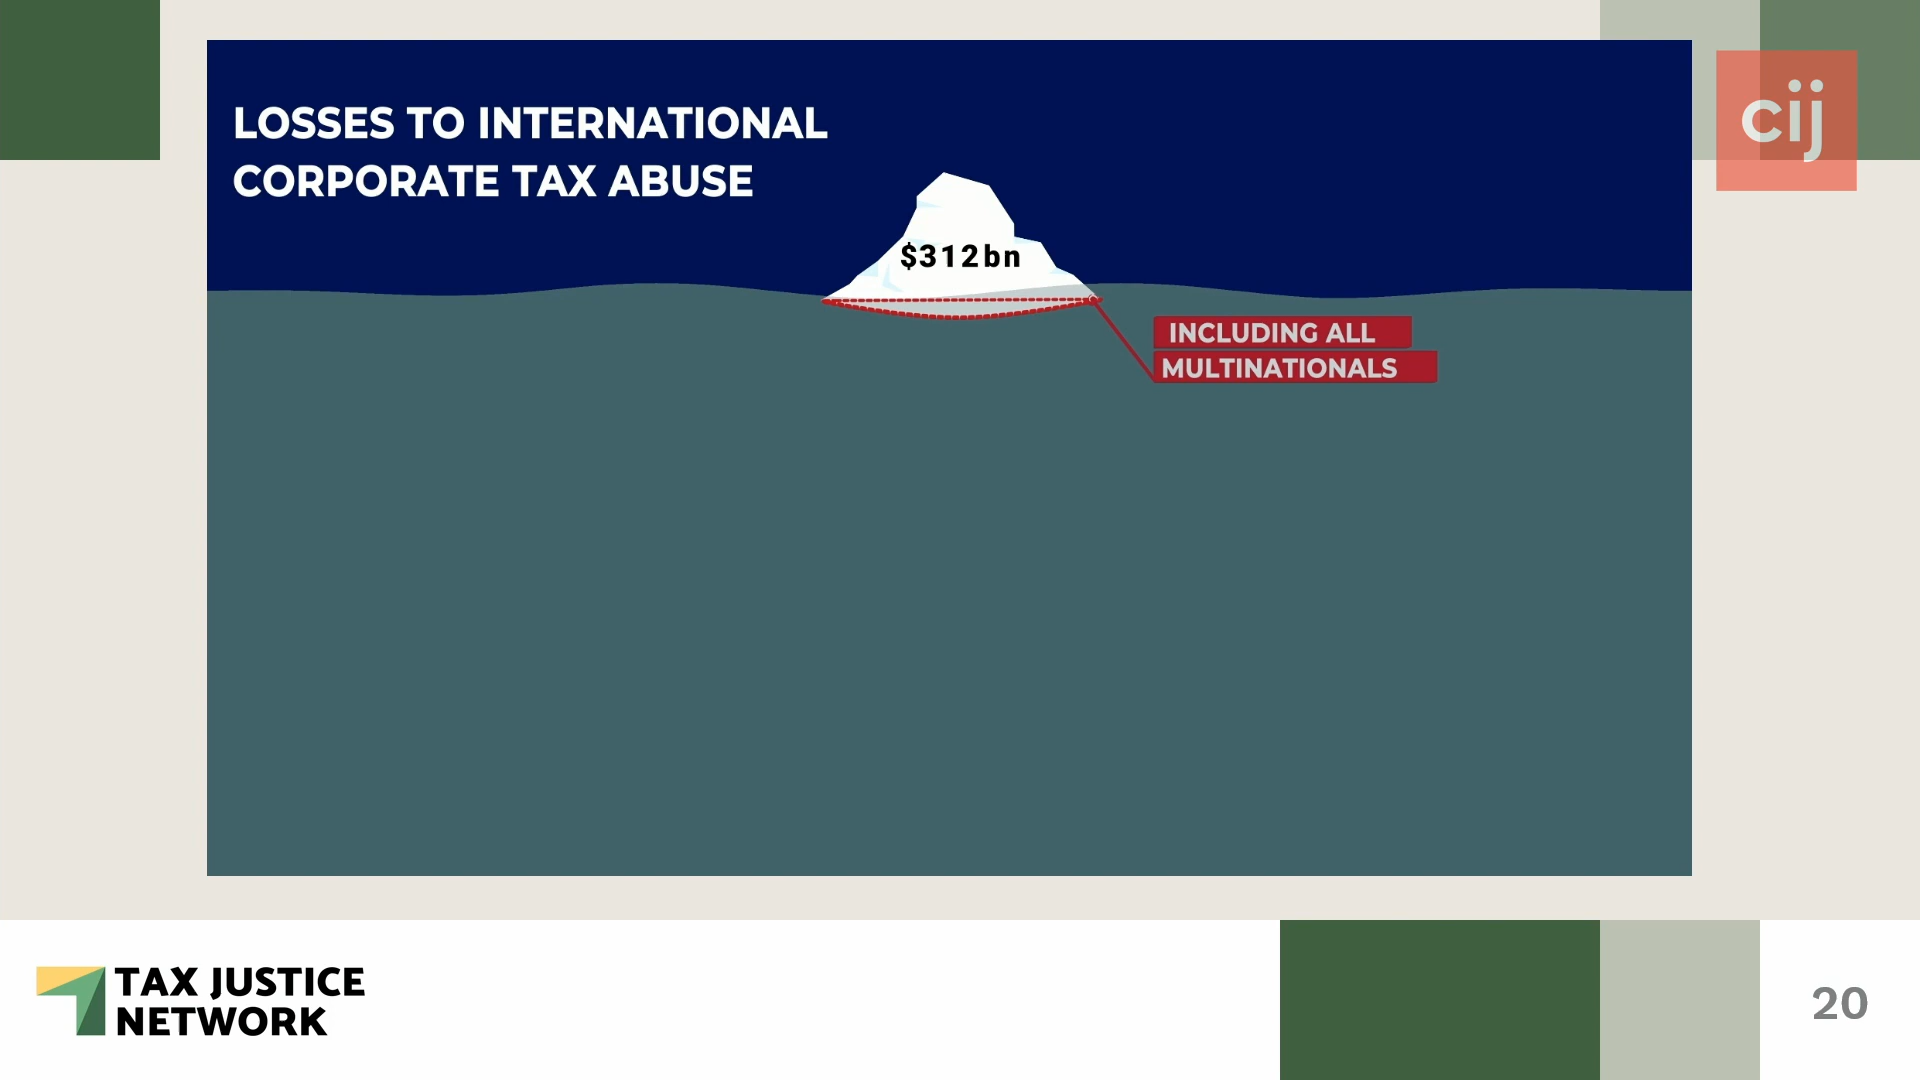 LOSSES TO INTERNATIONAL
CORPORATE TAX ABUSE
cij
$312bn
INCLUDING ALL
MULTINATIONALS
TAX JUSTICE
NETWORK
20